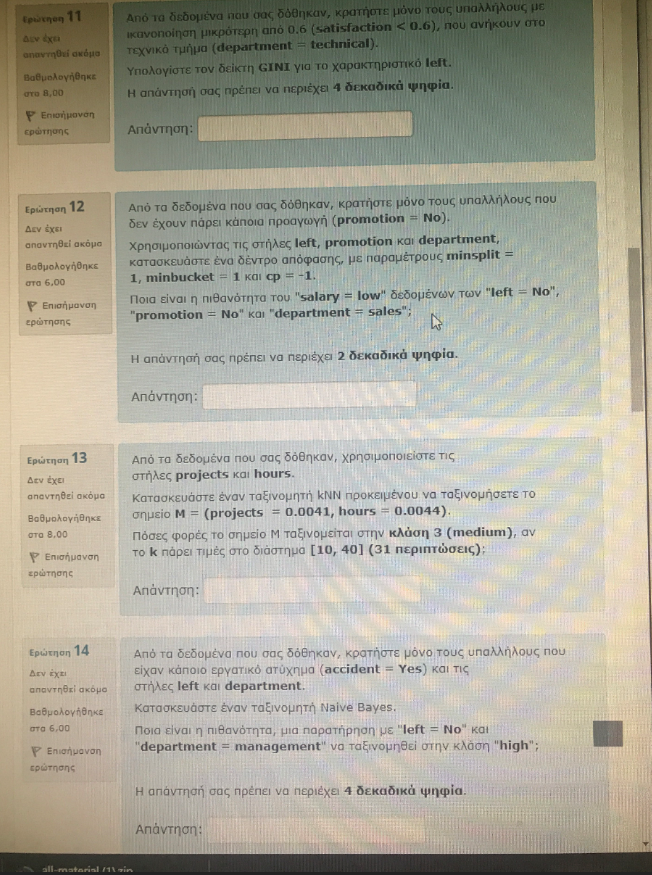 Ερώτηση 11
Δεν έχει
απαντηθεί ακόμα
Βαθμολογήθηκε
στα 8,00
Επισήμανση
ερώτησης
Από τα δεδομένα που σας δόθηκαν, κρατήστε μόνο τους υπαλλήλους με
ικανοποίηση μικρότερη από 0.6 (satisfaction < 0.6), που ανήκουν στο
τεχνικό τμήμα (department = technical).
Υπολογίστε τον δείκτη GINI για το χαρακτηριστικό left.
Η απάντησή σας πρέπει να περιέχει 4 δεκαδικά ψηφία.
Απάντηση:
Ερώτηση 12
Δεν έχει
απαντηθεί ακόμα
Βαθμολογήθηκε
στα 6,00
Επισήμανση
ερώτησης
Από τα δεδομένα που σας δόθηκαν, κρατήστε μόνο τους υπαλλήλους που
δεν έχουν πάρει κάποια προαγωγή (promotion = No).
Χρησιμοποιώντας τις στήλες left, promotion και department,
κατασκευάστε ένα δέντρο απόφασης, με παραμέτρους minsplit =
1, minbucket = 1 και cp = -1.
Ποια είναι η πιθανότητα του "salary = low" δεδομένων των "left = No",
"promotion = No" και "department = sales";
Η απάντησή σας πρέπει να περιέχει 2 δεκαδικά ψηφία.
Απάντηση:
Ερώτηση 13
Δεν έχει
απαντηθεί ακόμα
Βαθμολογήθηκε
στα 8,00
Επισήμανση
ερώτησης
Από τα δεδομένα που σας δόθηκαν, χρησιμοποιείστε τις
στήλες projects και hours.
Κατασκευάστε έναν ταξινομητή kNN προκειμένου να ταξινομήσετε το
σημείο M = (projects = 0.0041, hours = 0.0044).
Πόσες φορές το σημείο M ταξινομείται στην κλάση 3 (medium), αν
το k πάρει τιμές στο διάστημα [10, 40] (31 περιπτώσεις);
Απάντηση:
Ερώτηση 14
Δεν έχει
απαντηθεί ακόμα
Βαθμολογήθηκε
στα 6,00
Επισήμανση
ερώτησης
Από τα δεδομένα που σας δόθηκαν, κρατήστε μόνο τους υπαλλήλους που
είχαν κάποιο εργατικό ατύχημα (accident = Yes) και τις
στήλες left και department.
Κατασκευάστε έναν ταξινομητή Naive Bayes.
Ποια είναι η πιθανότητα, μια παρατήρηση με "left = No" και
"department = management" να ταξινομηθεί στην κλάση "high";
Η απάντησή σας πρέπει να περιέχει 4 δεκαδικά ψηφία.
Απάντηση:
all-material (1).zip